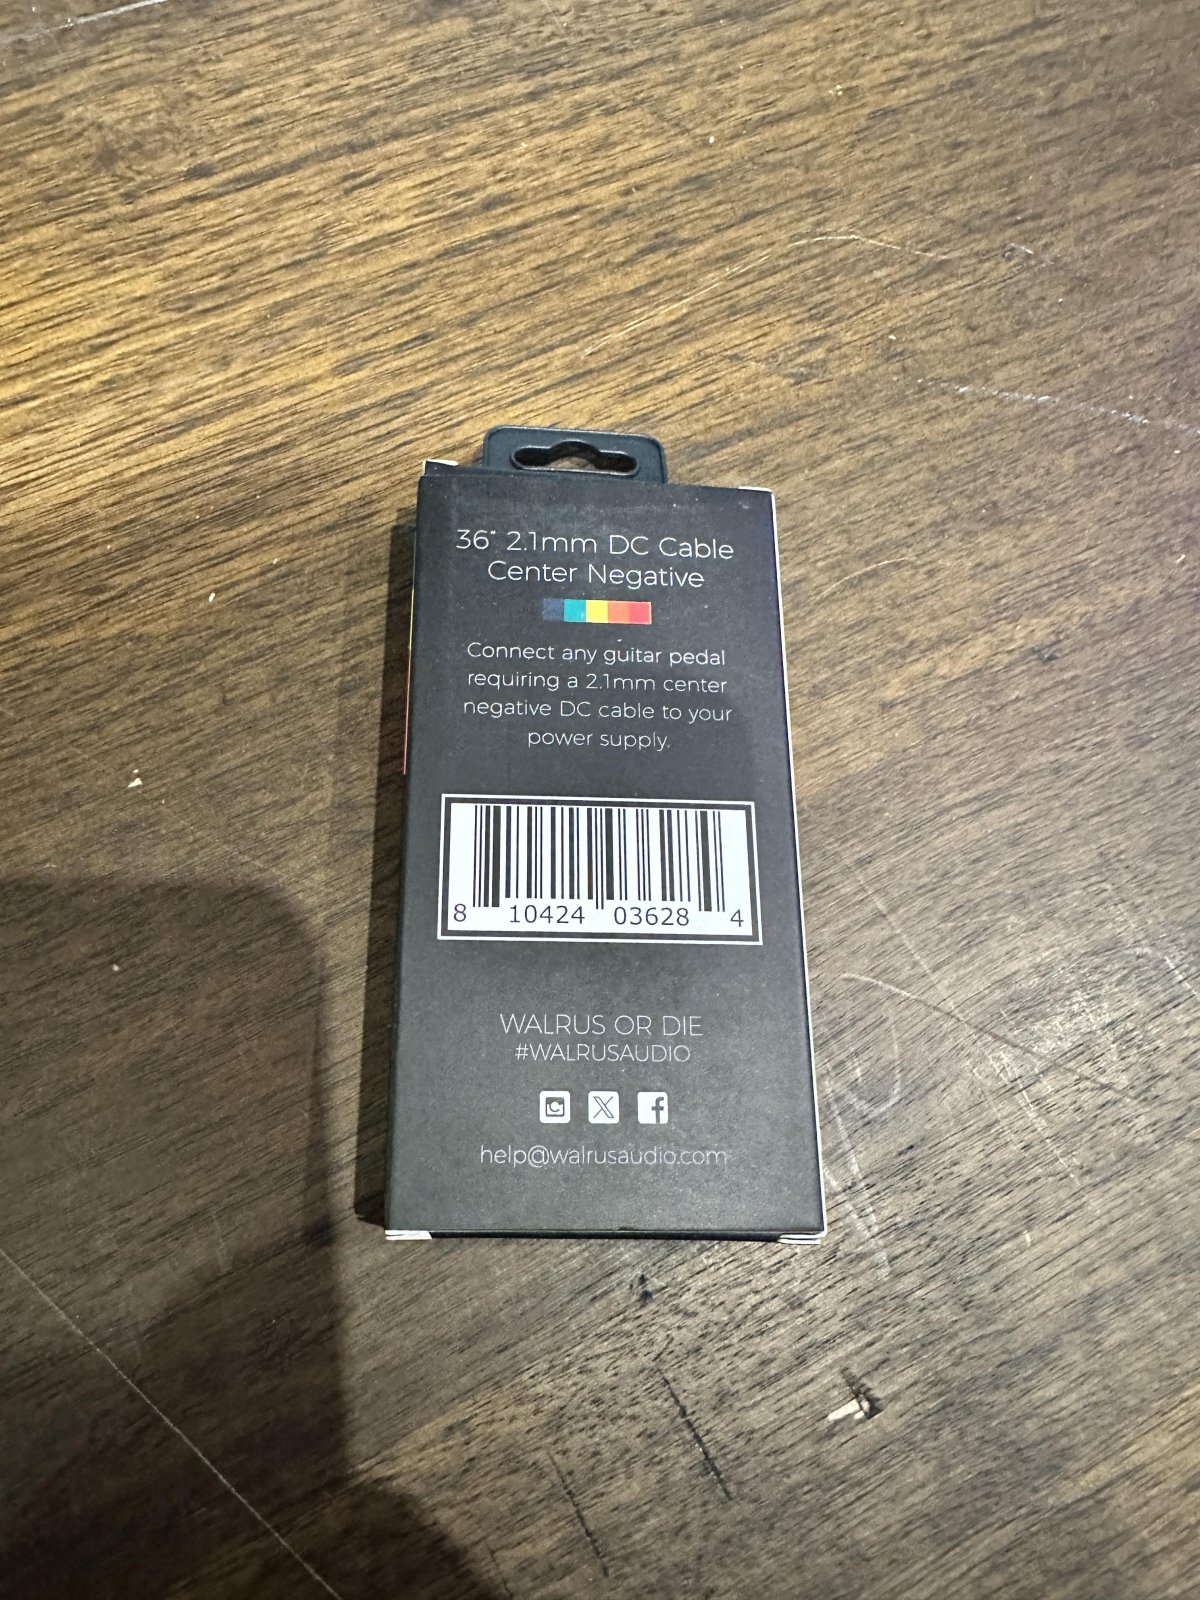 36" 2.1mm DC Cable
Center Negative
Connect any guitar pedal
requiring a 2.1mm center
negative DC cable to your
power supply.
8 10424 03628 4
WALRUS OR DIE
#WALRUSAUDIO
help@walrusaudio.com